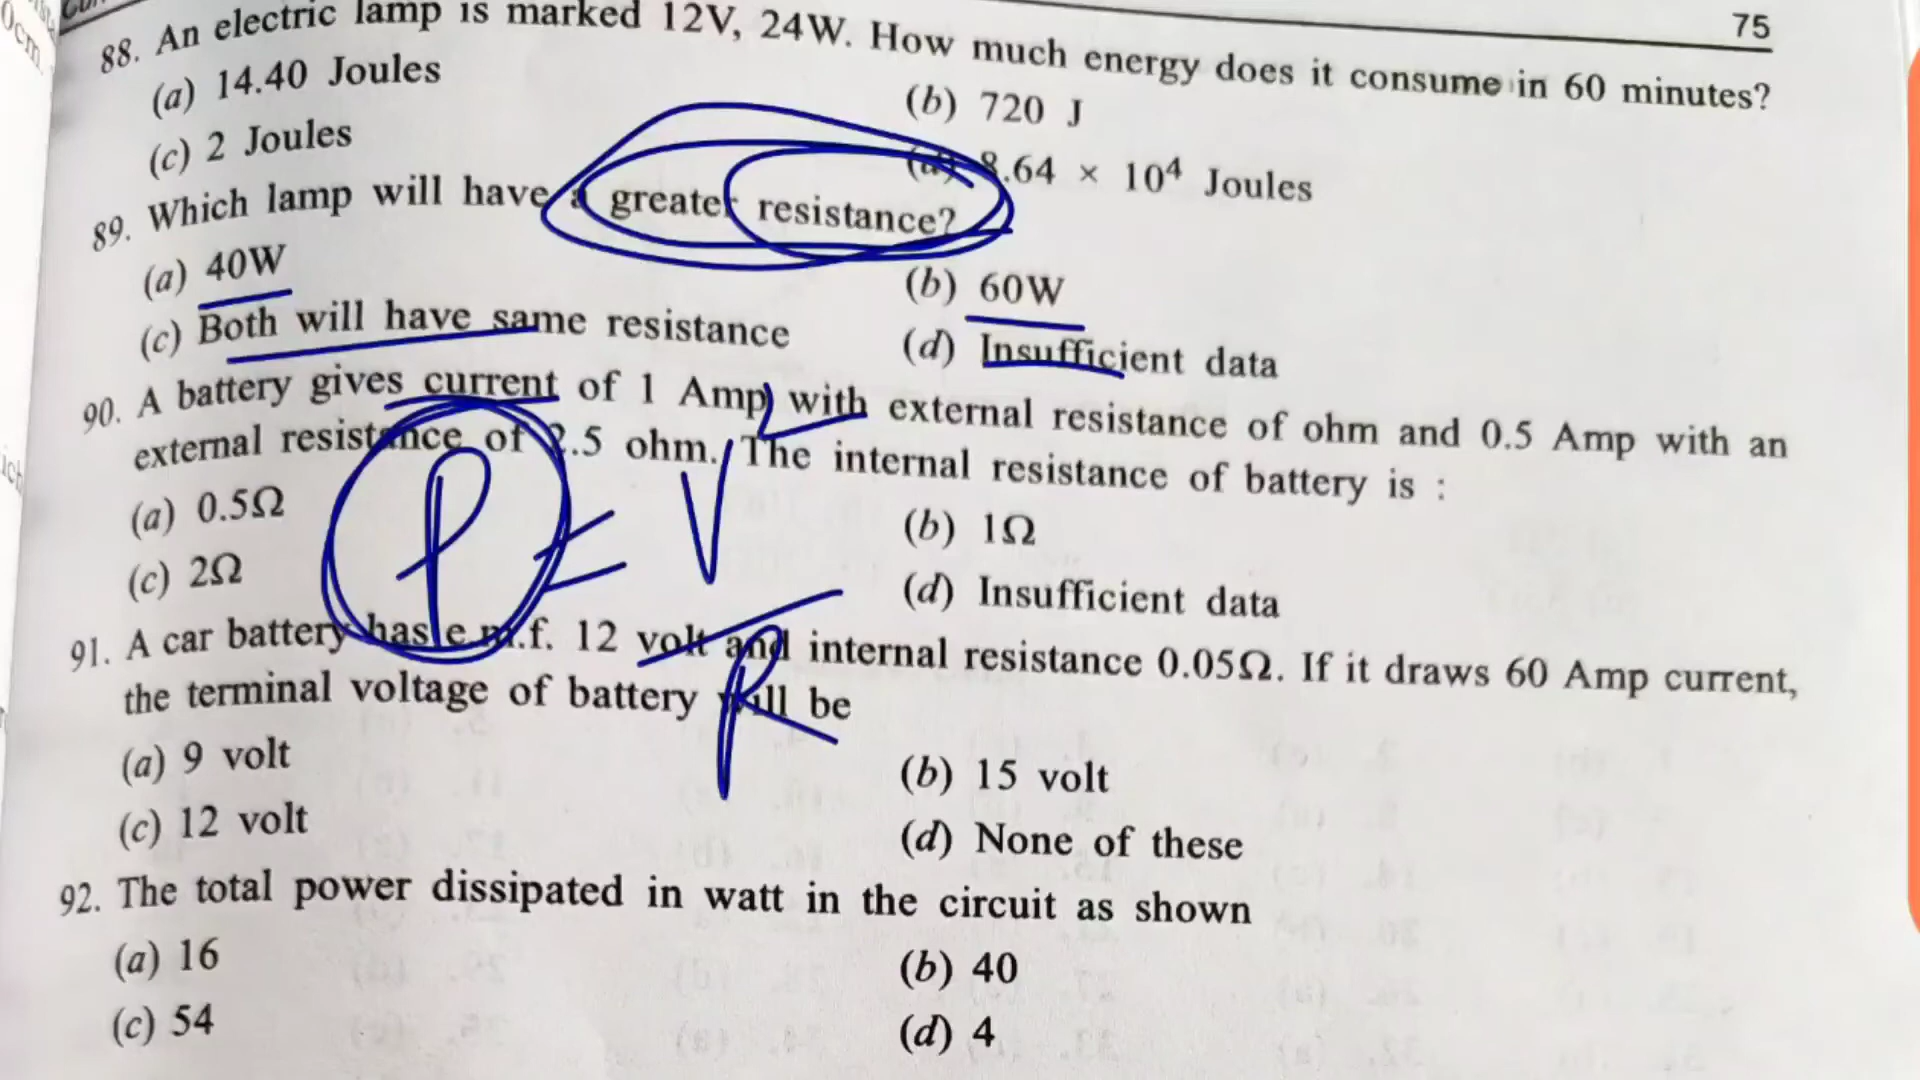 75
88. An electric lamp is marked 12V, 24W. How much energy does it consume in 60 minutes?
(a) 14.40 Joules
(b) 720 J
(c) 2 Joules
(d) 8.64 × 10⁴ Joules
89. Which lamp will have a greater resistance?
(a) 40W
(b) 60W
(c) Both will have same resistance
(d) Insufficient data
90. A battery gives current of 1 Amp with external resistance of ohm and 0.5 Amp with an
external resistance of 2.5 ohm. The internal resistance of battery is :
(a) 0.5Ω
(b) 1Ω
(c) 2Ω
(d) Insufficient data
P = V
R
91. A car battery has e.m.f. 12 volt and internal resistance 0.05Ω. If it draws 60 Amp current,
the terminal voltage of battery will be
(a) 9 volt
(b) 15 volt
(c) 12 volt
(d) None of these
92. The total power dissipated in watt in the circuit as shown
(a) 16
(b) 40
(c) 54
(d) 4